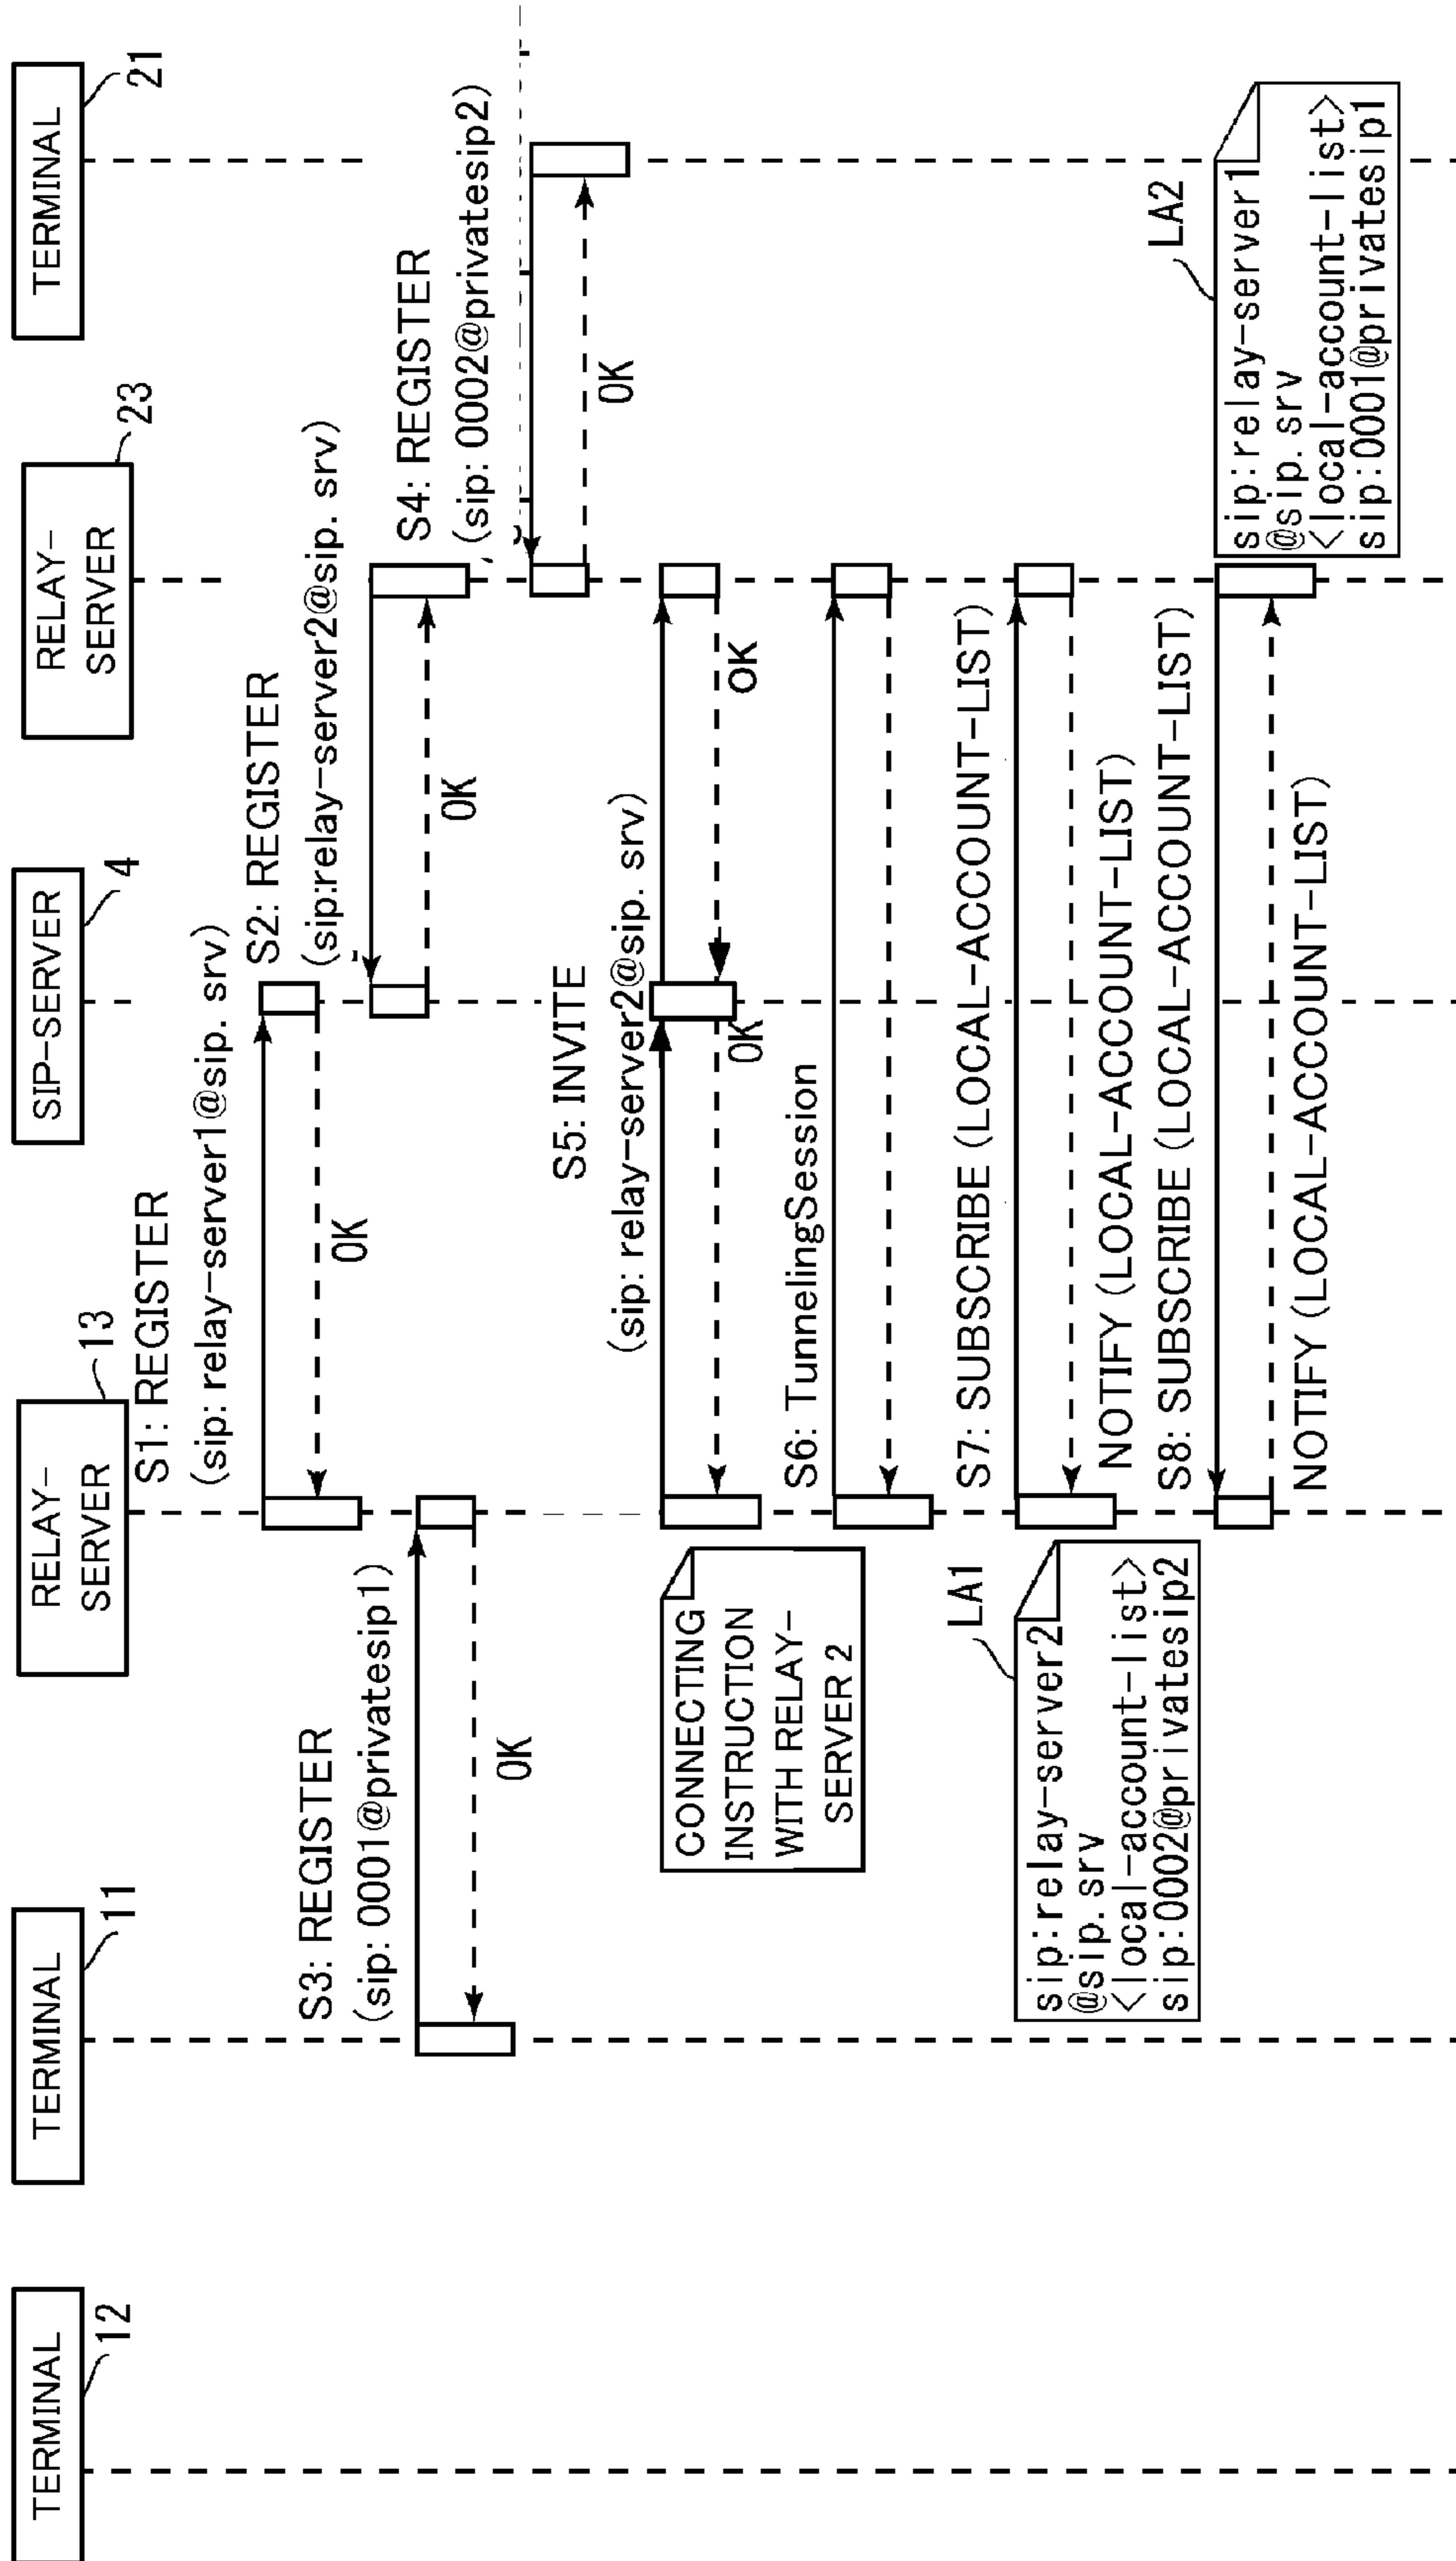 TERMINAL
12
TERMINAL
11
RELAY-
SERVER
13
SIP-SERVER
4
RELAY-
SERVER
23
TERMINAL
21
S1: REGISTER
(sip: relay-server1@sip. srv)
OK
S2: REGISTER
(sip:relay-server2@sip. srv)
OK
S3: REGISTER
(sip: 0001@privatesip1)
OK
S4: REGISTER
(sip: 0002@privatesip2)
OK
S5: INVITE
(sip: relay-server2@sip. srv)
OK
OK
CONNECTING
INSTRUCTION
WITH RELAY-
SERVER 2
S6: TunnelingSession
S7: SUBSCRIBE (LOCAL-ACCOUNT-LIST)
NOTIFY (LOCAL-ACCOUNT-LIST)
LA1
sip:relay-server2
@sip.srv
<local-account-list>
sip:0002@privatesip2
S8: SUBSCRIBE (LOCAL-ACCOUNT-LIST)
NOTIFY (LOCAL-ACCOUNT-LIST)
LA2
sip:relay-server1
@sip.srv
<local-account-list>
sip:0001@privatesip1